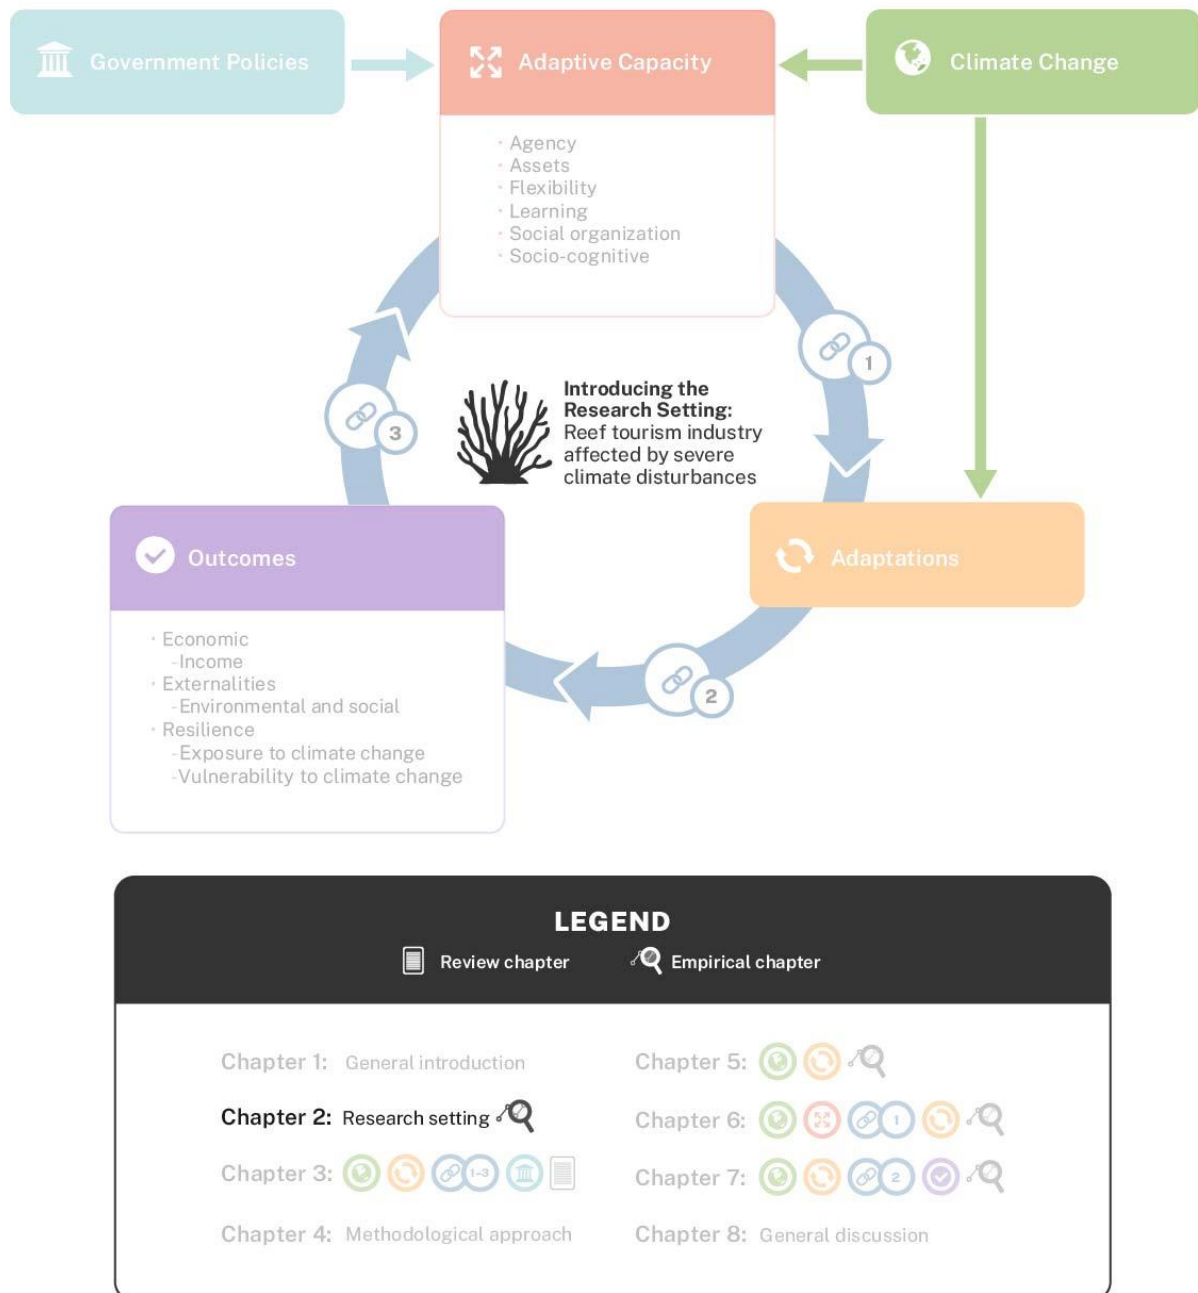 Government Policies
Adaptive Capacity
Climate Change
· Agency
· Assets
· Flexibility
· Learning
· Social organization
· Socio-cognitive
1
Introducing the
Research Setting:
Reef tourism industry
affected by severe
climate disturbances
3
Outcomes
Adaptations
· Economic
-Income
· Externalities
-Environmental and social
· Resilience
-Exposure to climate change
-Vulnerability to climate change
2
LEGEND
Review chapter
Empirical chapter
Chapter 1: General introduction
Chapter 2: Research setting
Chapter 3: 1-3
Chapter 4: Methodological approach
Chapter 5:
Chapter 6: 1
Chapter 7: 2
Chapter 8: General discussion